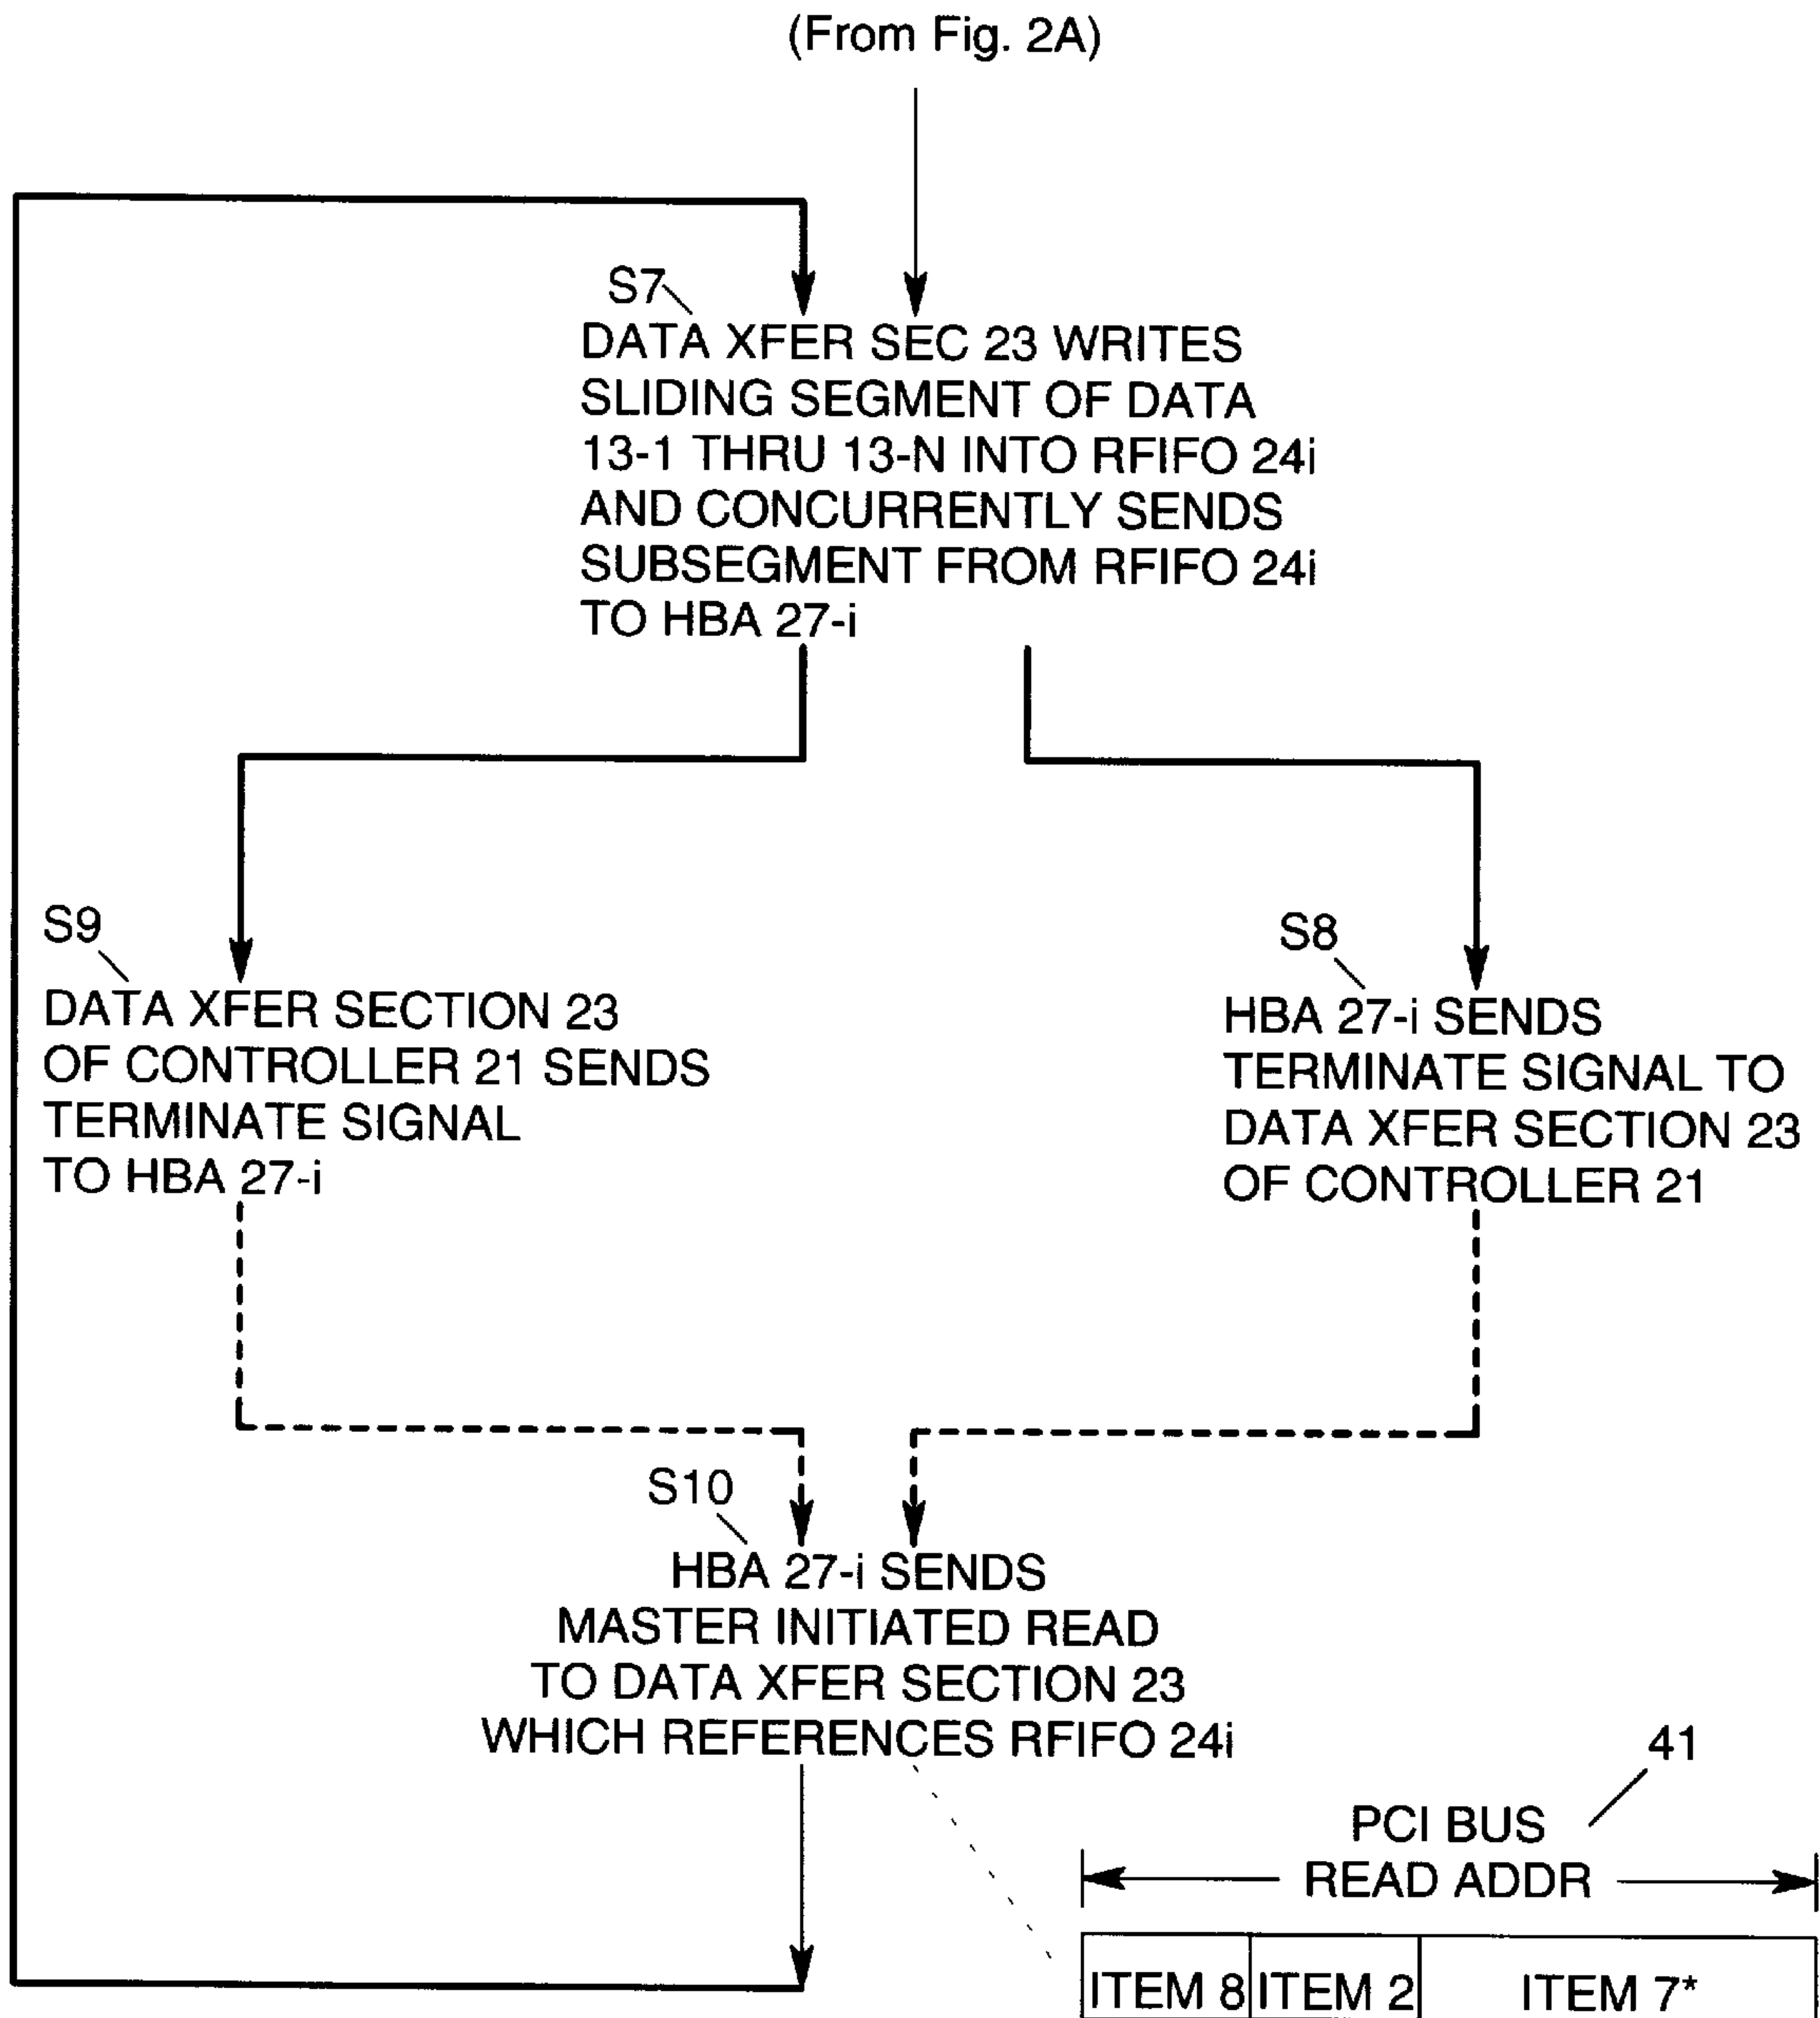 (From Fig. 2A)
S7
DATA XFER SEC 23 WRITES
SLIDING SEGMENT OF DATA
13-1 THRU 13-N INTO RFIFO 24i
AND CONCURRENTLY SENDS
SUBSEGMENT FROM RFIFO 24i
TO HBA 27-i
S9
DATA XFER SECTION 23
OF CONTROLLER 21 SENDS
TERMINATE SIGNAL
TO HBA 27-i
S8
HBA 27-i SENDS
TERMINATE SIGNAL TO
DATA XFER SECTION 23
OF CONTROLLER 21
S10
HBA 27-i SENDS
MASTER INITIATED READ
TO DATA XFER SECTION 23
WHICH REFERENCES RFIFO 24i
41
PCI BUS
READ ADDR
ITEM 8 ITEM 2 ITEM 7*